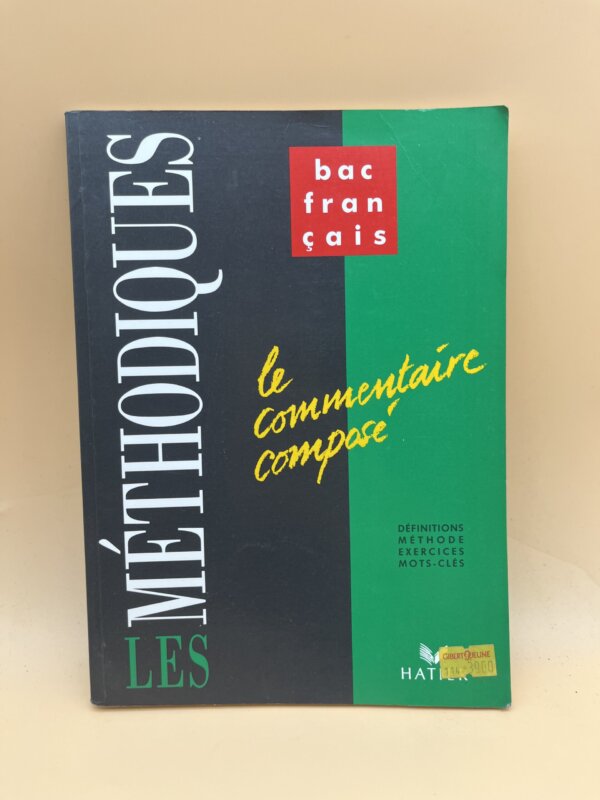 LES MÉTHODIQUES
bac
fran
çais
le
commentaire
composé
DÉFINITIONS
MÉTHODE
EXERCICES
MOTS-CLÉS
GIBERT JEUNE
HATIER